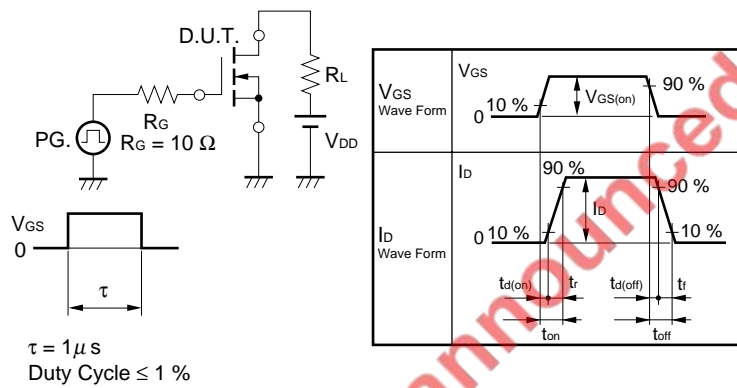 D.U.T.
RL
RG
RG = 10 Ω
PG.
VDD
VGS
0
τ
τ = 1μ s
Duty Cycle ≤ 1 %
VGS
Wave Form
VGS
10 %
0
VGS(on)
90 %
ID
Wave Form
ID
90 %
90 %
ID
0 10 %
10 %
td(on)
tr
td(off)
tf
ton
toff
announced